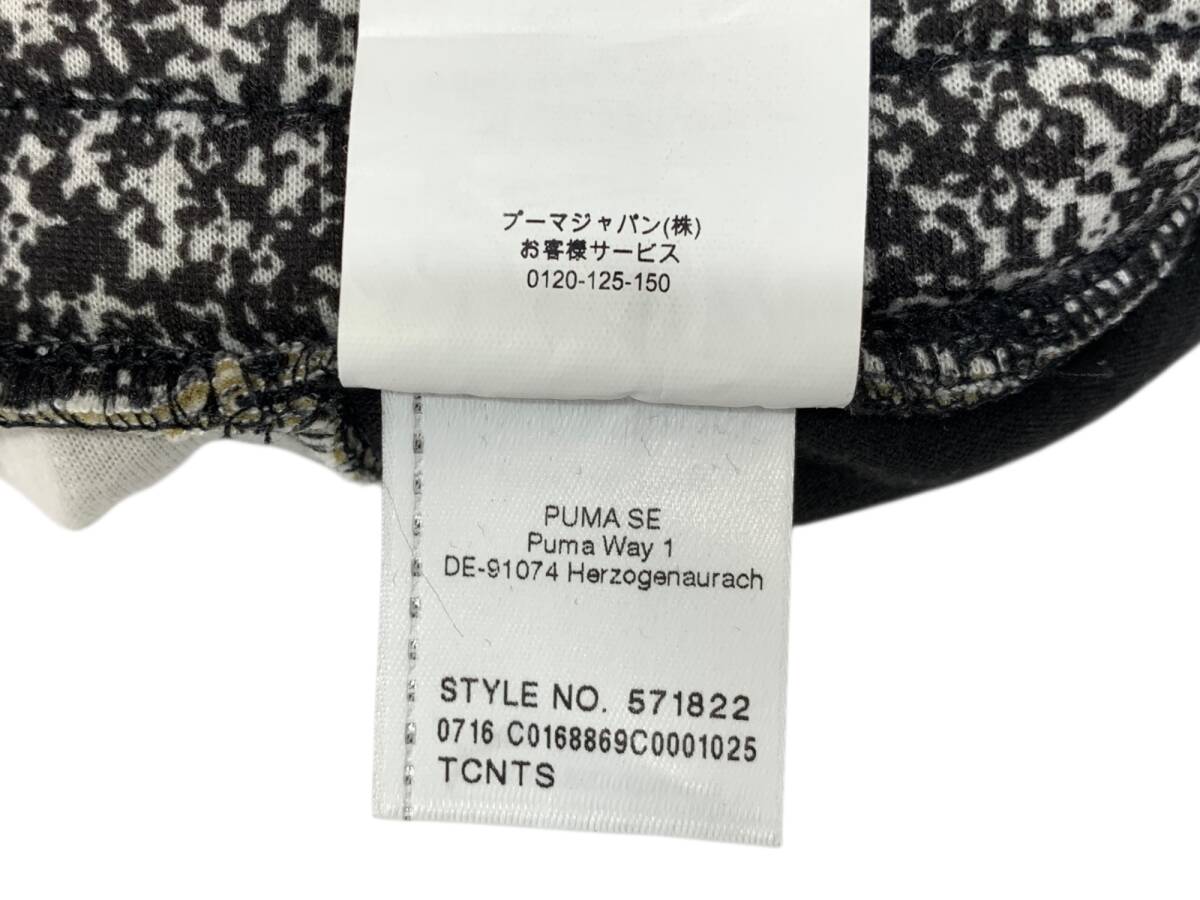 プーマジャパン(株)
お客様サービス
0120-125-150
PUMA SE
Puma Way 1
DE-91074 Herzogenaurach
STYLE NO. 571822
0716 C0168869C0001025
TCNTS